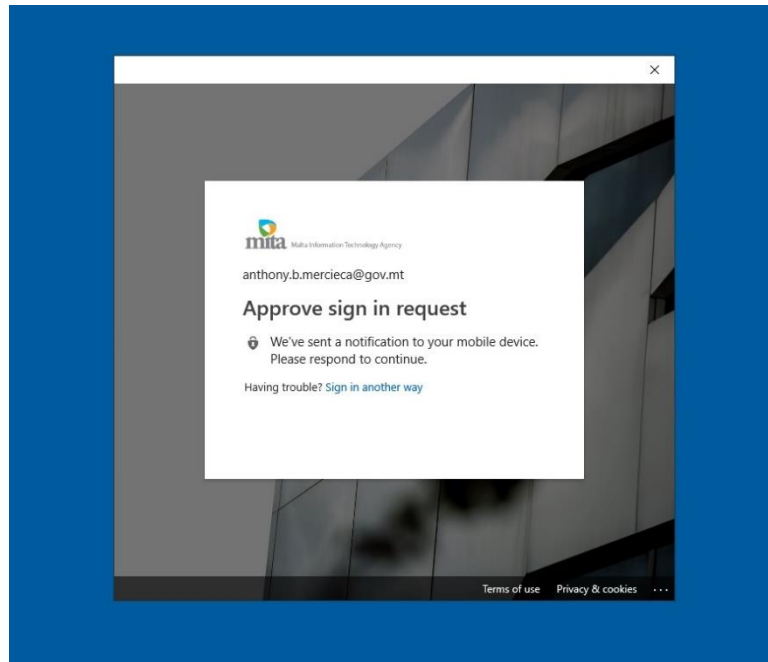 mita Malta Information Technology Agency
anthony.b.mercieca@gov.mt
Approve sign in request
We've sent a notification to your mobile device.
Please respond to continue.
Having trouble? Sign in another way
Terms of use Privacy & cookies ...